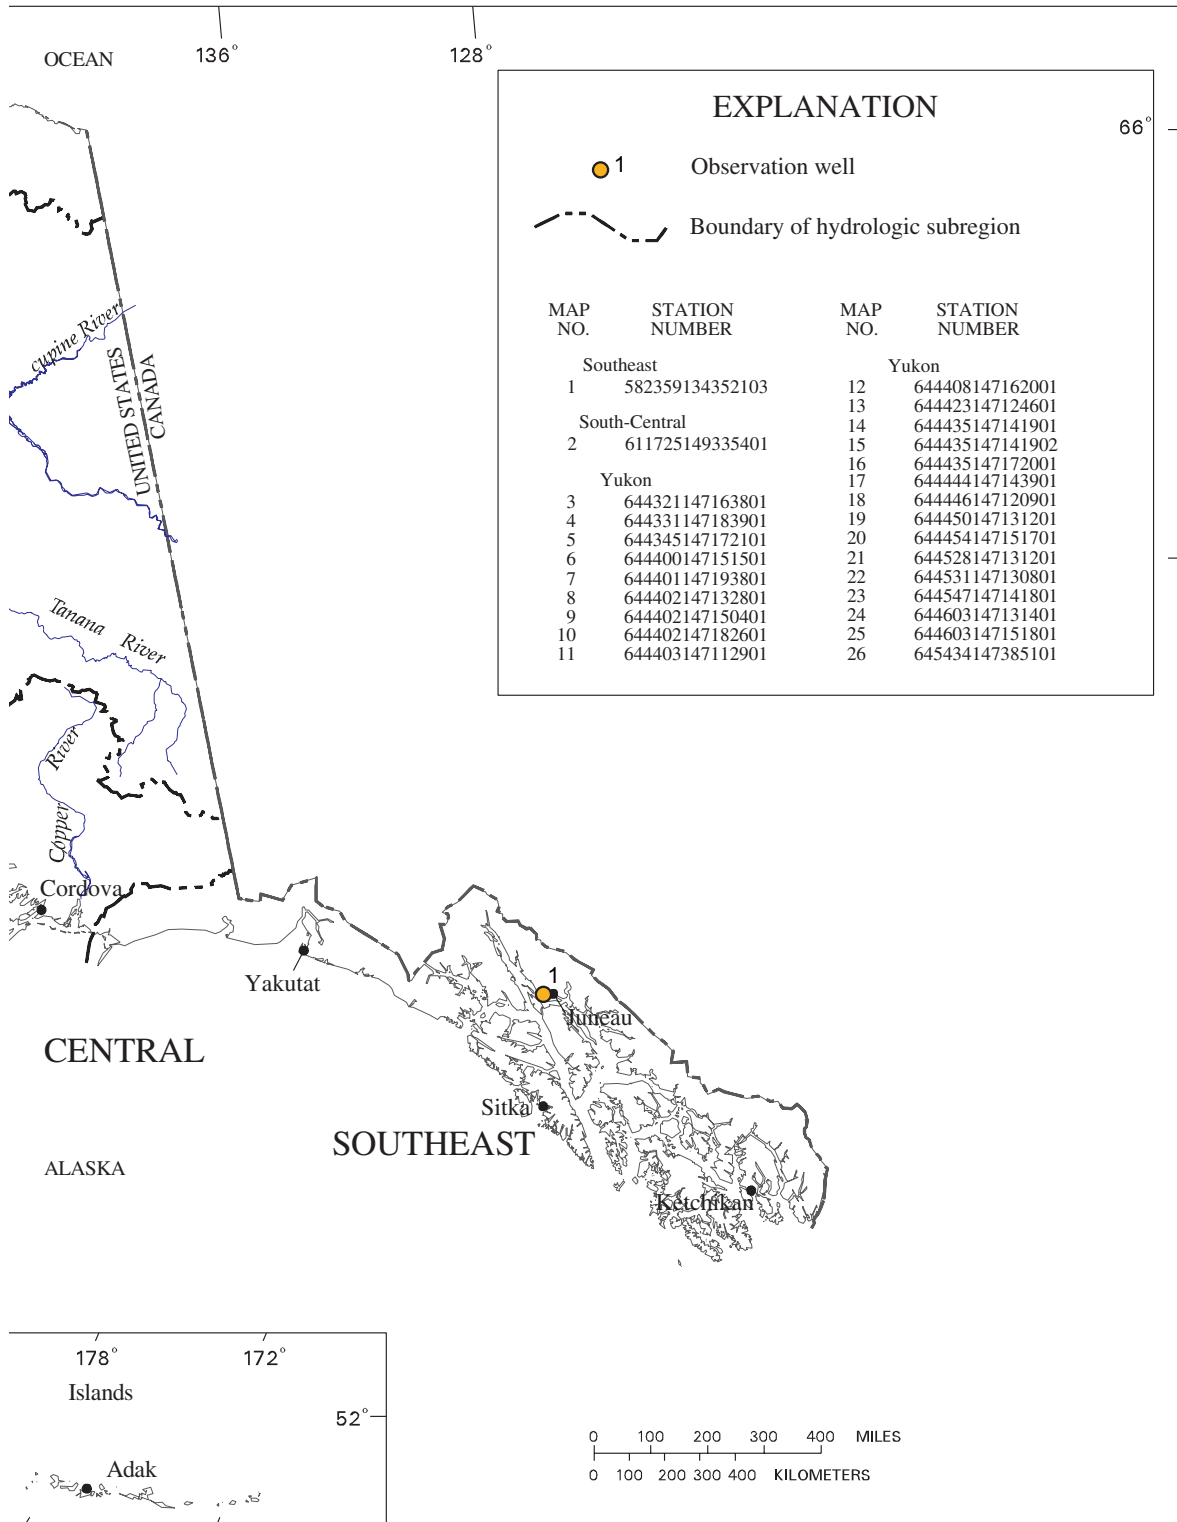 136°
128°
OCEAN
66°
EXPLANATION
1
Observation well
Boundary of hydrologic subregion
MAP NO. STATION NUMBER
Southeast
1 582359134352103
South-Central
2 611725149335401
Yukon
3 644321147163801
4 644331147183901
5 644345147172101
6 644400147151501
7 644401147193801
8 644402147132801
9 644402147150401
10 644402147182601
11 644403147112901
MAP NO. STATION NUMBER
Yukon
12 644408147162001
13 644423147124601
14 644435147141901
15 644435147141902
16 644435147172001
17 644444147143901
18 644446147120901
19 644450147131201
20 644454147151701
21 644528147131201
22 644531147130801
23 644547147141801
24 644603147131401
25 644603147151801
26 645434147385101
cupine River
UNITED STATES
CANADA
Tanana River
Copper River
Cordova
Yakutat
1
Juneau
CENTRAL
Sitka
SOUTHEAST
ALASKA
Ketchikan
178°
172°
Islands
52°
Adak
0 100 200 300 400 MILES
0 100 200 300 400 KILOMETERS